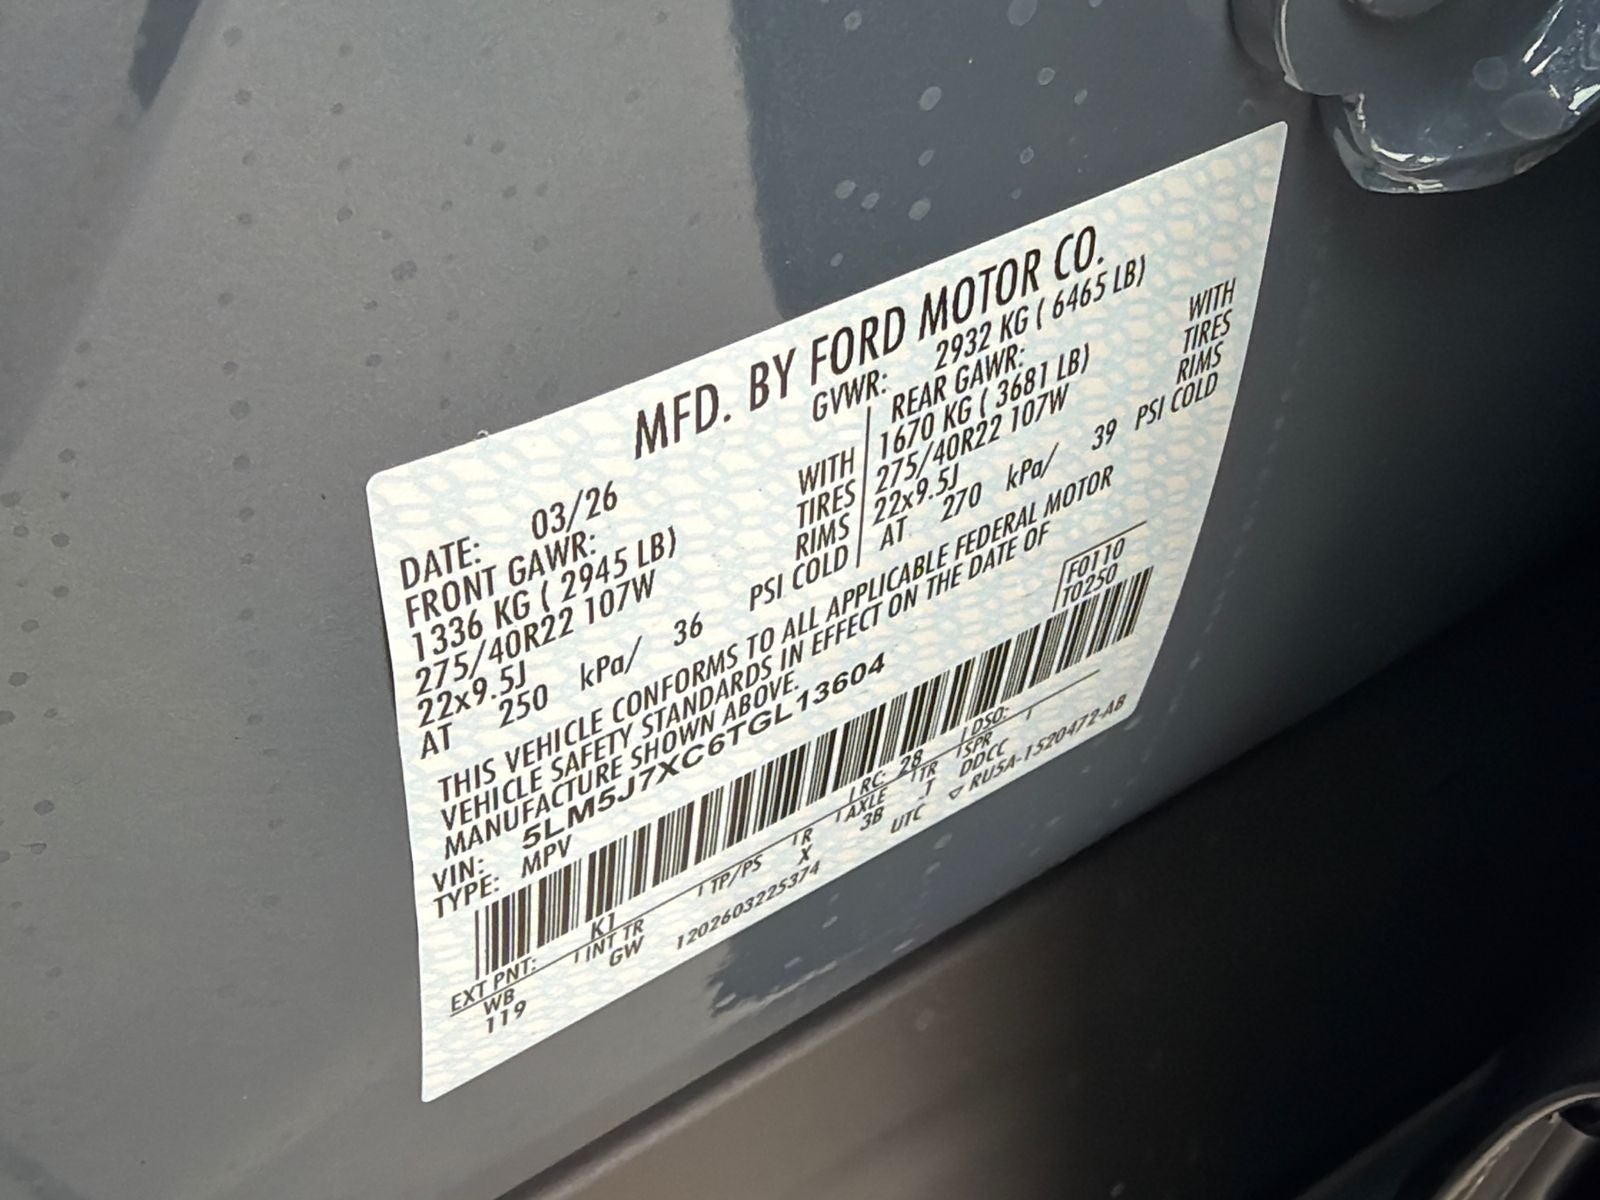 MFD. BY FORD MOTOR CO.
DATE: 03/26 GVWR: 2932 KG ( 6465 LB)
FRONT GAWR: REAR GAWR:
1336 KG ( 2945 LB) WITH 1670 KG ( 3681 LB) WITH
275/40R22 107W TIRES 275/40R22 107W TIRES
22x9.5J RIMS 22x9.5J RIMS
AT 250 kPa/ 36 PSI COLD AT 270 kPa/ 39 PSI COLD
THIS VEHICLE CONFORMS TO ALL APPLICABLE FEDERAL MOTOR
VEHICLE SAFETY STANDARDS IN EFFECT ON THE DATE OF
MANUFACTURE SHOWN ABOVE.
VIN: 5LM5J7XC6TGL13604 F0110
TYPE: MPV T0250
EXT PNT: K1 RC: 28 DSO:
WB INT TR TP/PS R AXLE TR SPR
119 GW X 3B T DDCC
1202603225374 UTC ▽ RU5A-1520472-AB